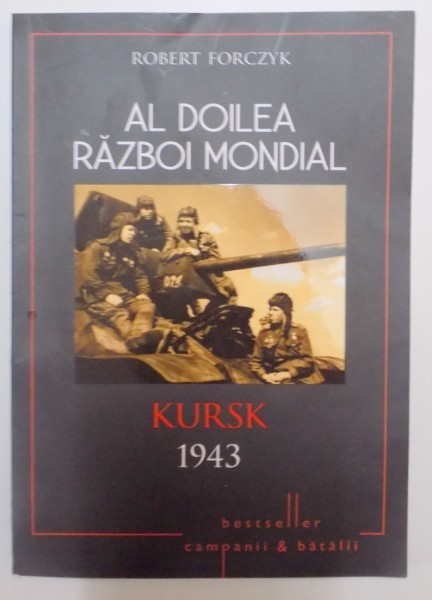 ROBERT FORCZYK
AL DOILEA
RĂZBOI MONDIAL
KURSK
1943
bestseller
campanii & bătălii